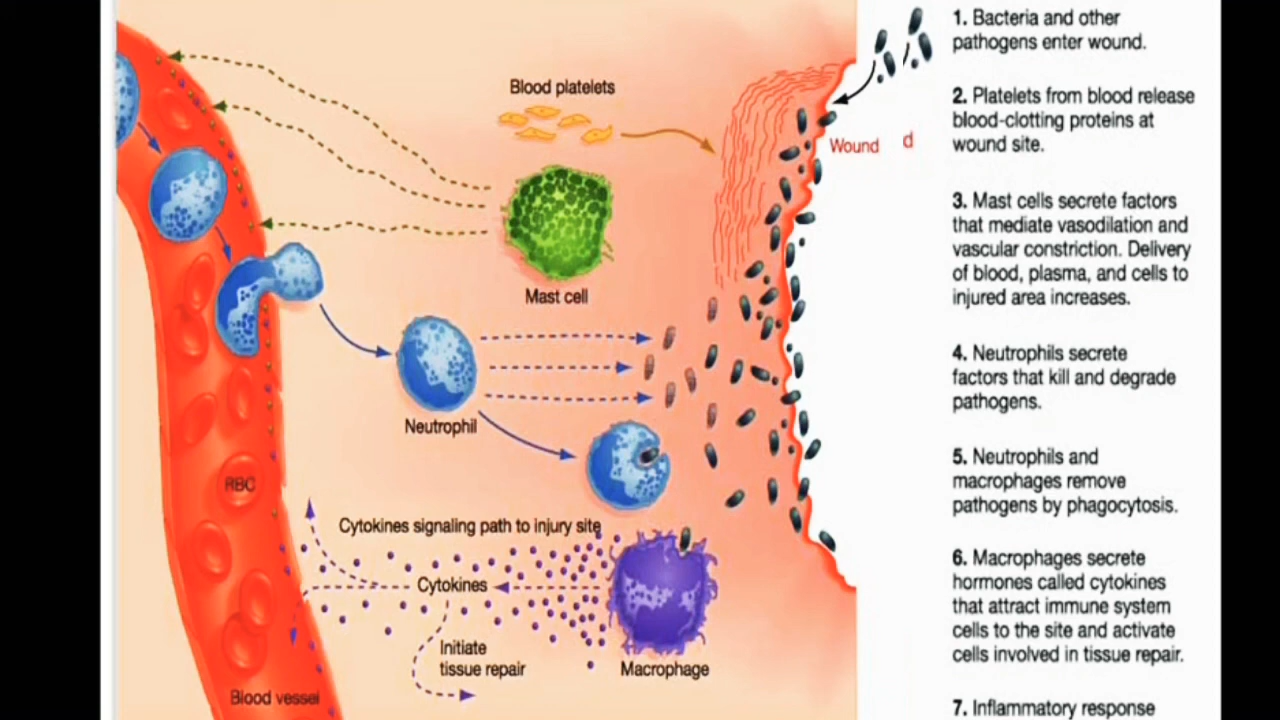 Blood platelets
Wound
d
Mast cell
Neutrophil
RBC
Cytokines signaling path to injury site
Cytokines
Initiate
tissue repair
Macrophage
Blood vessel
1. Bacteria and other
pathogens enter wound.
2. Platelets from blood release
blood-clotting proteins at
wound site.
3. Mast cells secrete factors
that mediate vasodilation and
vascular constriction. Delivery
of blood, plasma, and cells to
injured area increases.
4. Neutrophils secrete
factors that kill and degrade
pathogens.
5. Neutrophils and
macrophages remove
pathogens by phagocytosis.
6. Macrophages secrete
hormones called cytokines
that attract immune system
cells to the site and activate
cells involved in tissue repair.
7. Inflammatory response